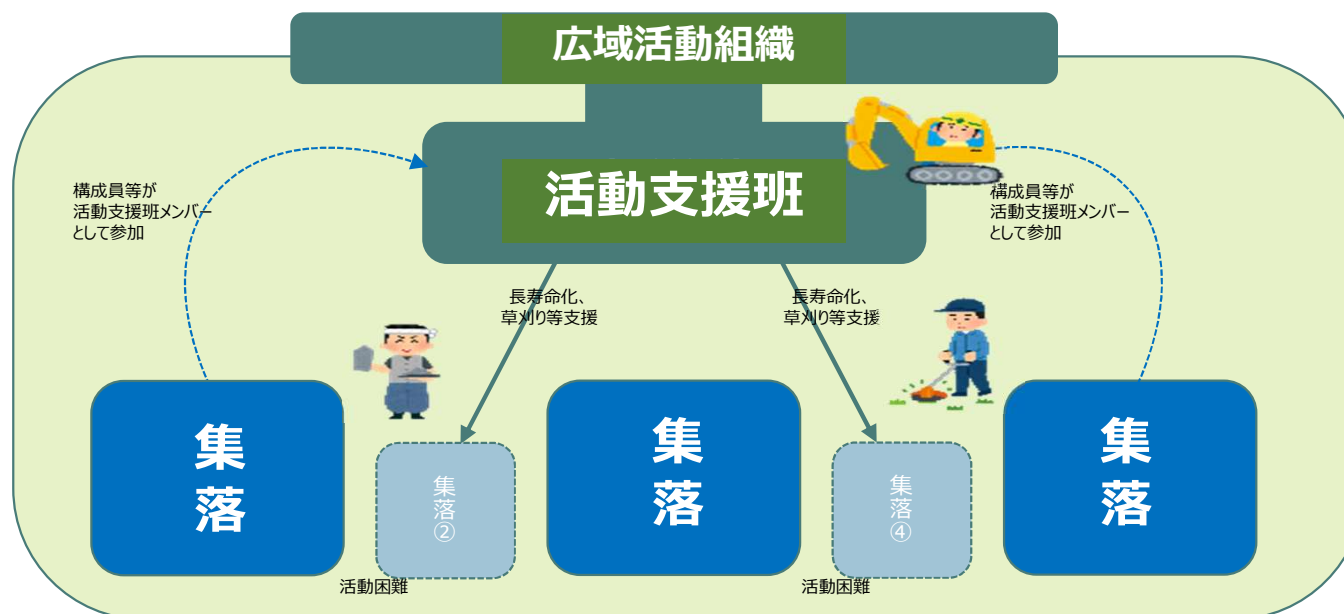 広域活動組織
活動支援班
構成員等が
活動支援班メンバー
として参加
構成員等が
活動支援班メンバー
として参加
長寿命化、
草刈り等支援
長寿命化、
草刈り等支援
集落
集落②
集落
集落④
集落
活動困難
活動困難